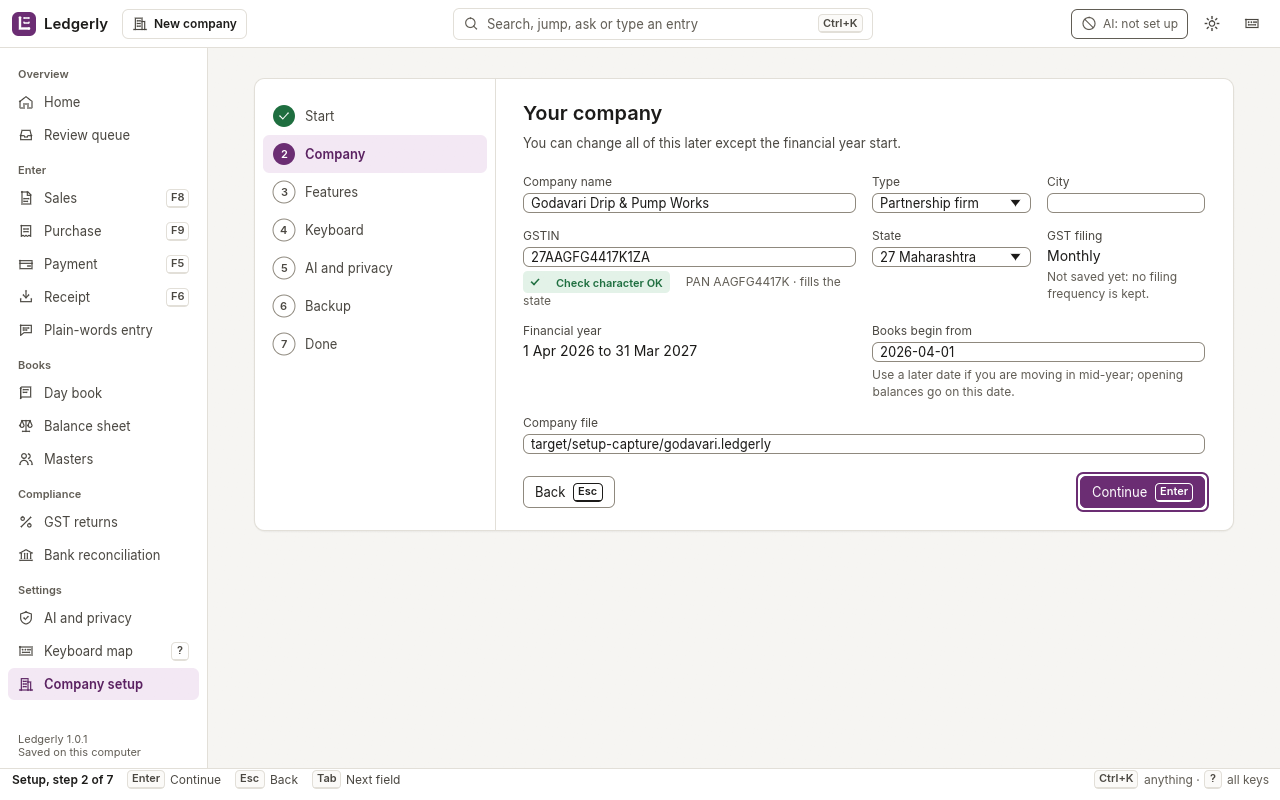 Ledgerly
New company
Search, jump, ask or type an entry
Ctrl+K
AI: not set up
Overview
Home
Review queue
Enter
Sales F8
Purchase F9
Payment F5
Receipt F6
Plain-words entry
Books
Day book
Balance sheet
Masters
Compliance
GST returns
Bank reconciliation
Settings
AI and privacy
Keyboard map ?
Company setup
Ledgerly 1.0.1
Saved on this computer
Start
2 Company
3 Features
4 Keyboard
5 AI and privacy
6 Backup
7 Done
Your company
You can change all of this later except the financial year start.
Company name
Godavari Drip & Pump Works
Type
Partnership firm
City
GSTIN
27AAGFG4417K1ZA
Check character OK PAN AAGFG4417K · fills the
state
State
27 Maharashtra
GST filing
Monthly
Not saved yet: no filing
frequency is kept.
Financial year
1 Apr 2026 to 31 Mar 2027
Books begin from
2026-04-01
Use a later date if you are moving in mid-year; opening
balances go on this date.
Company file
target/setup-capture/godavari.ledgerly
Back Esc
Continue Enter
Setup, step 2 of 7 Enter Continue Esc Back Tab Next field
Ctrl+K anything · ? all keys